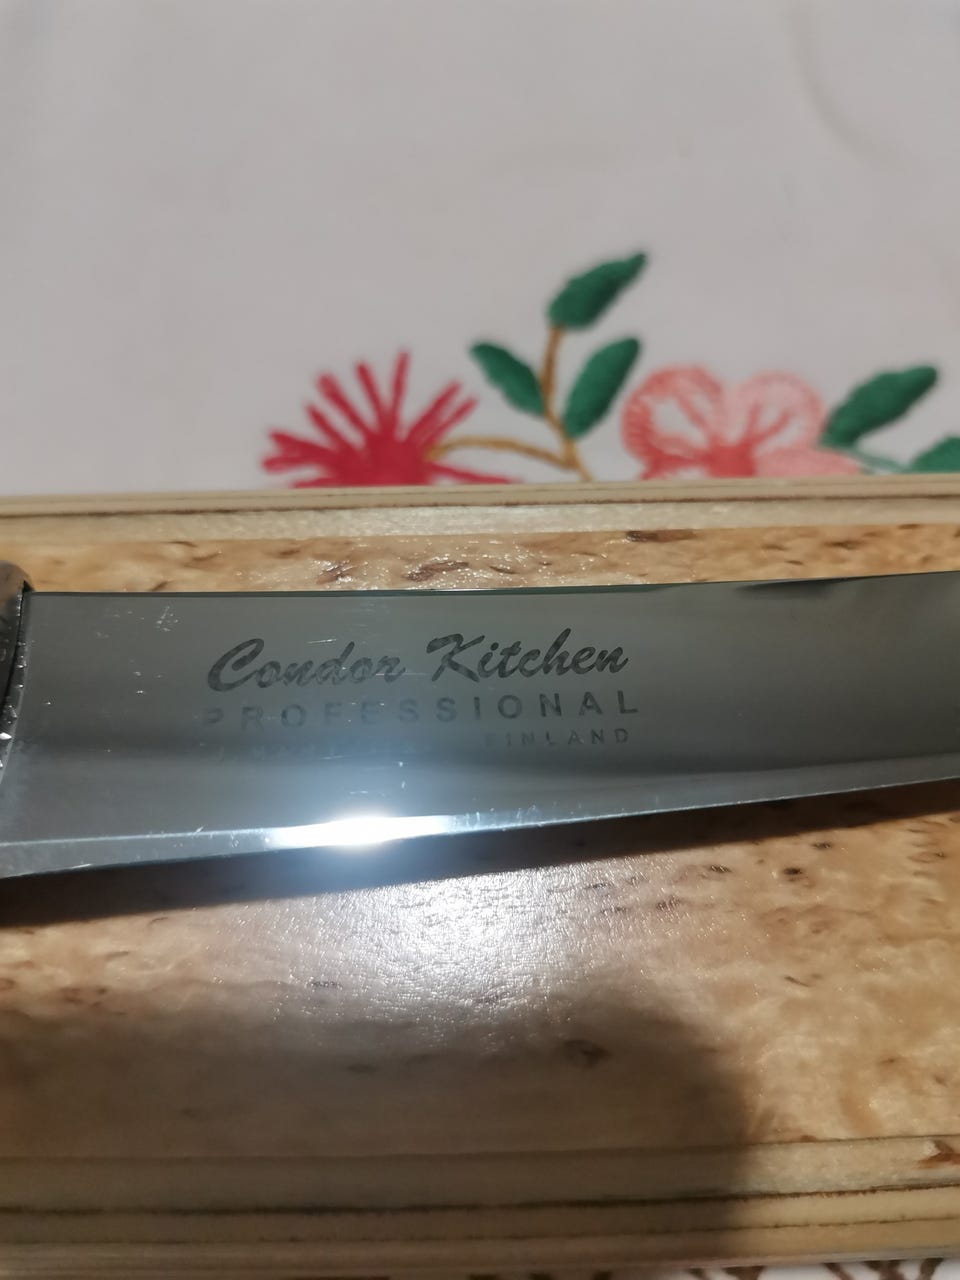 Condor Kitchen
PROFESSIONAL
FINLAND